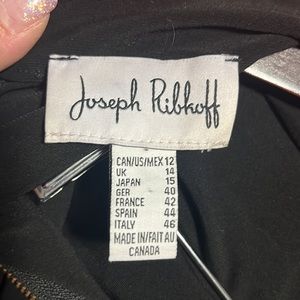 Joseph Ribkoff
CAN/US/MEX 12
UK 14
JAPAN 15
GER 40
FRANCE 42
SPAIN 44
ITALY 46
MADE IN/FAIT AU
CANADA